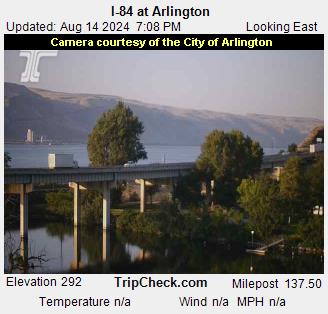 I-84 at Arlington
Updated: Aug 14 2024 7:08 PM Looking East
Camera courtesy of the City of Arlington
Elevation 292 TripCheck.com Milepost 137.50
Temperature n/a Wind n/a MPH n/a